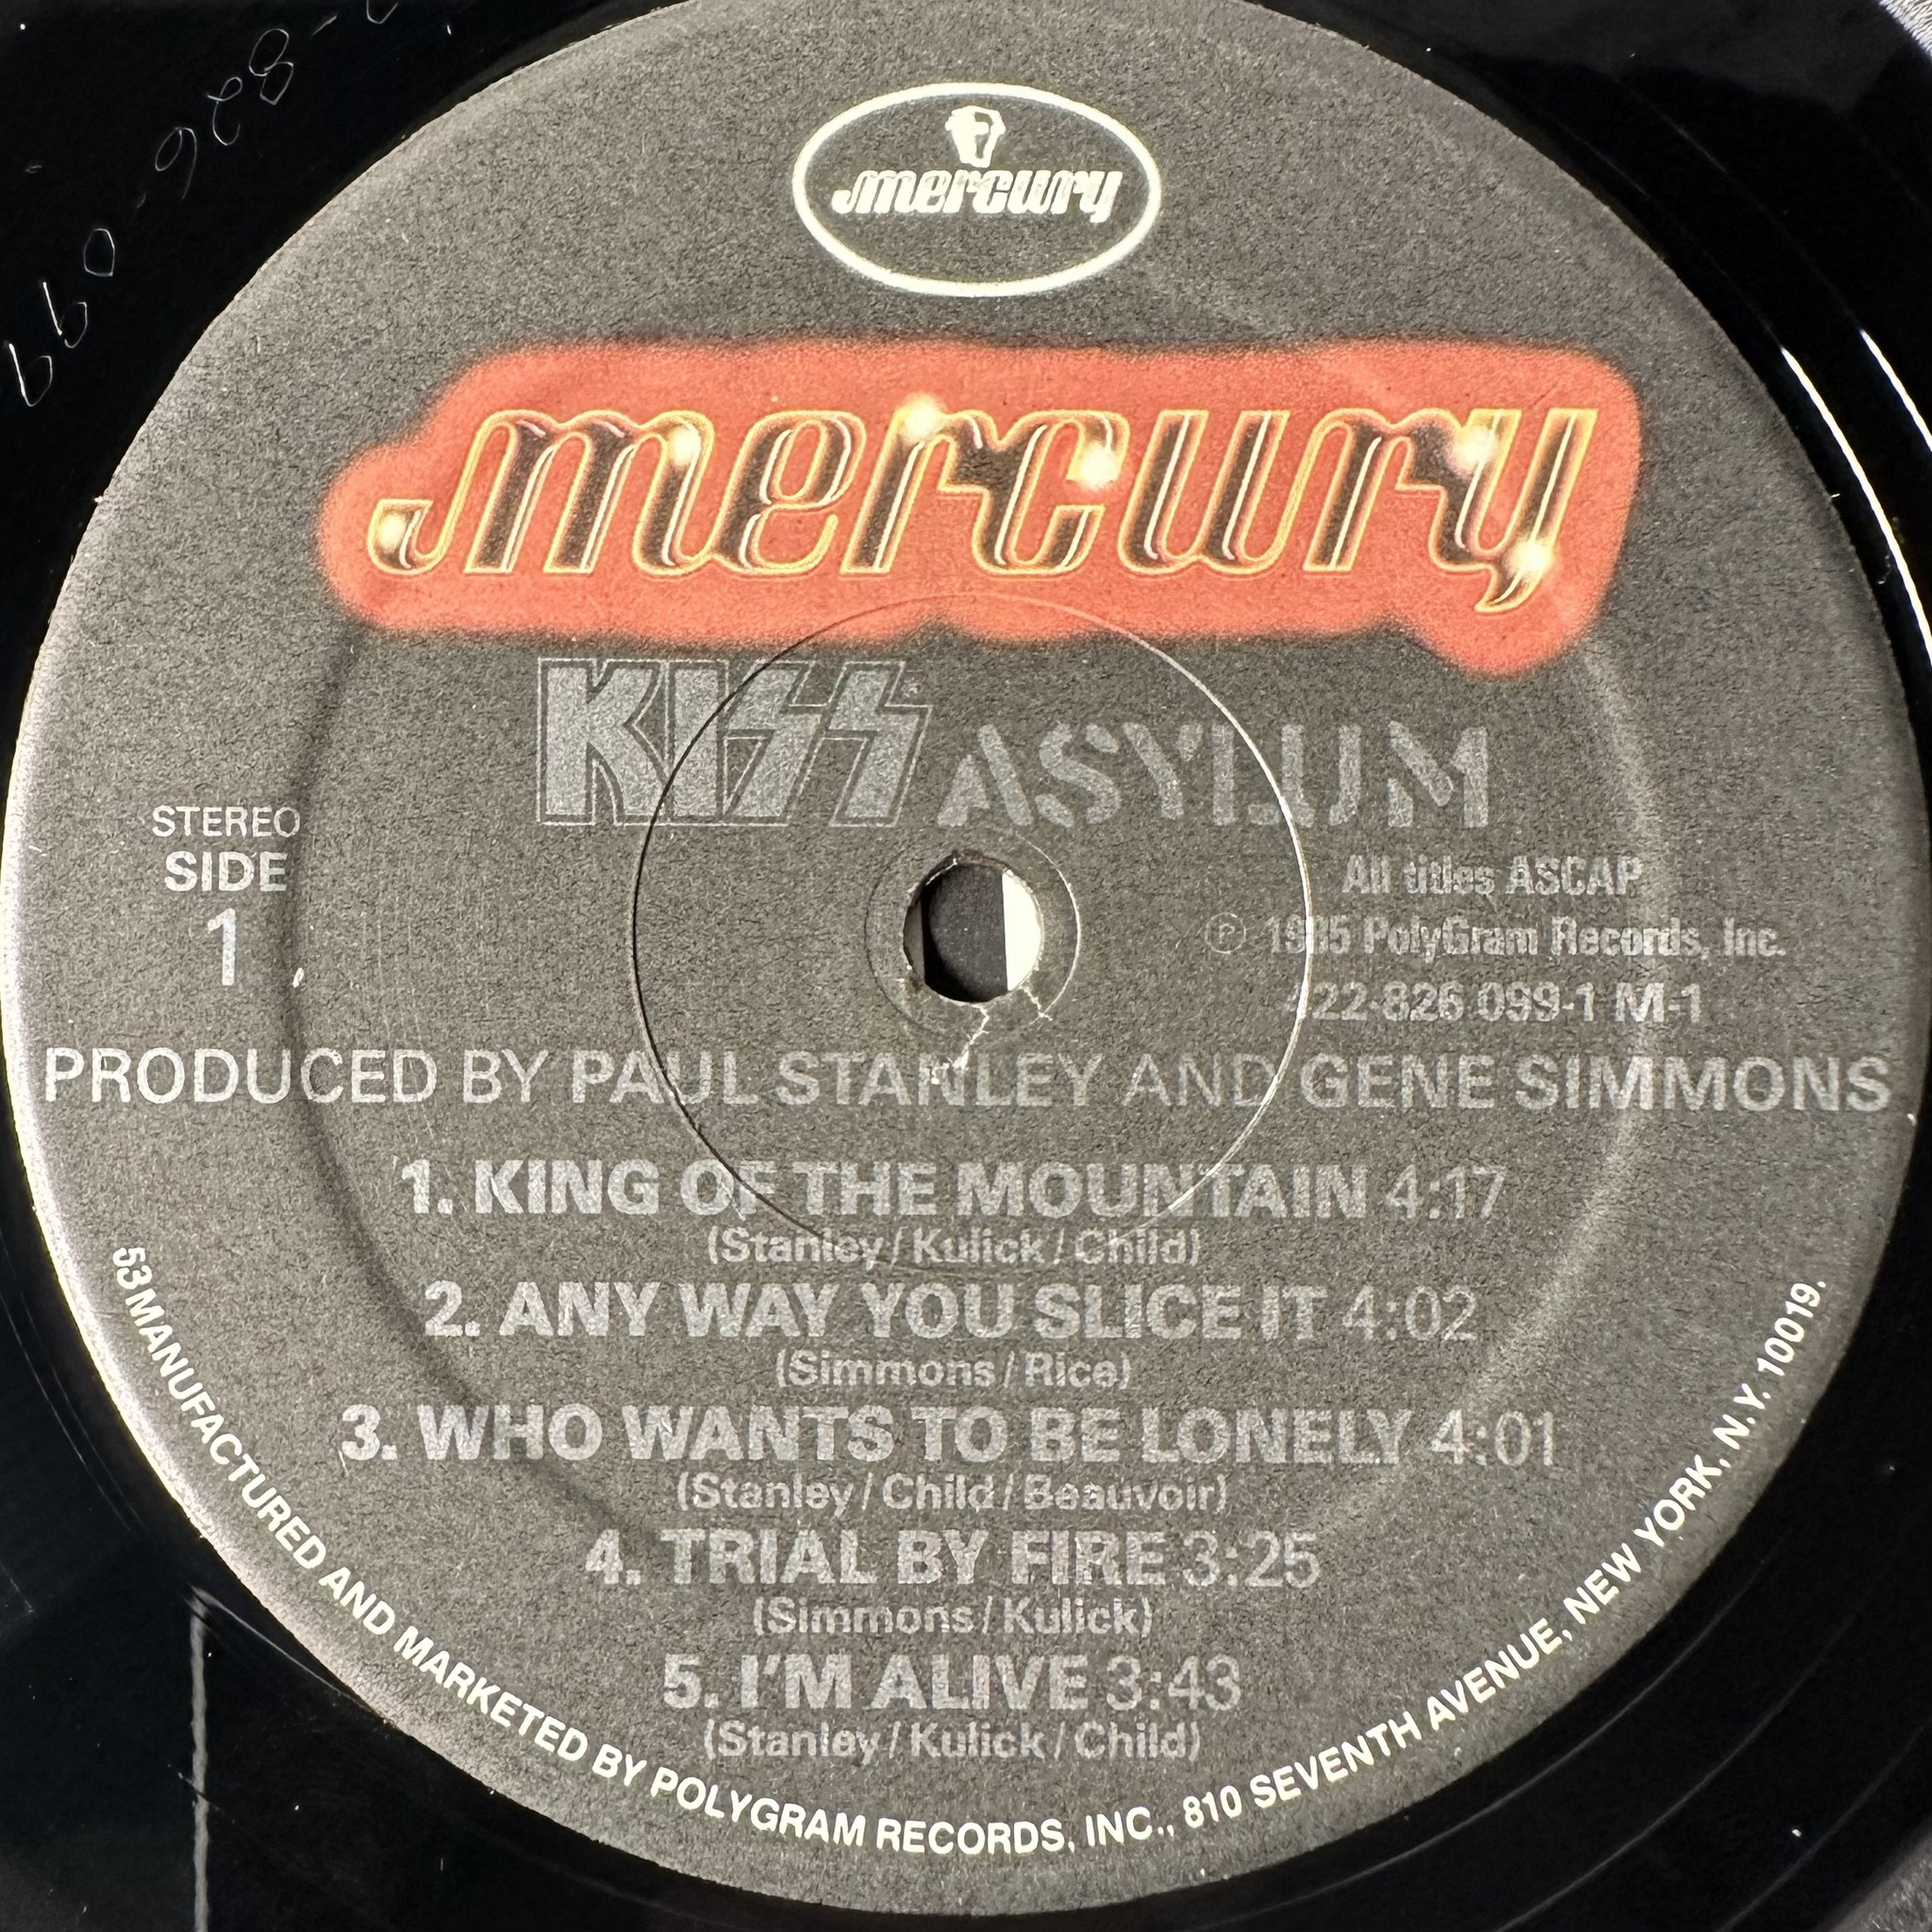 826-099
mercury
mercury
KISS® ASYLUM
STEREO
SIDE
1
All titles ASCAP
℗ 1985 PolyGram Records, Inc.
422-826 099-1 M-1
PRODUCED BY PAUL STANLEY AND GENE SIMMONS
1. KING OF THE MOUNTAIN 4:17
(Stanley/Kulick/Child)
2. ANY WAY YOU SLICE IT 4:02
(Simmons/Rice)
3. WHO WANTS TO BE LONELY 4:01
(Stanley/Child/Beauvoir)
4. TRIAL BY FIRE 3:25
(Simmons/Kulick)
5. I'M ALIVE 3:43
(Stanley/Kulick/Child)
53 MANUFACTURED AND MARKETED BY POLYGRAM RECORDS, INC., 810 SEVENTH AVENUE, NEW YORK, N.Y. 10019.